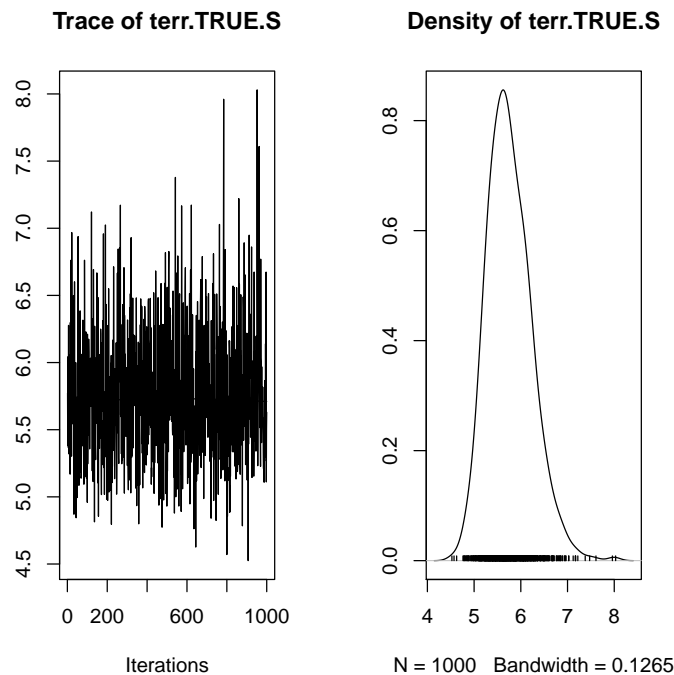 Trace of terr.TRUE.S
8.0
7.5
7.0
6.5
6.0
5.5
5.0
4.5
0 200 600 1000
Iterations
Density of terr.TRUE.S
0.8
0.6
0.4
0.2
0.0
4 5 6 7 8
N = 1000 Bandwidth = 0.1265